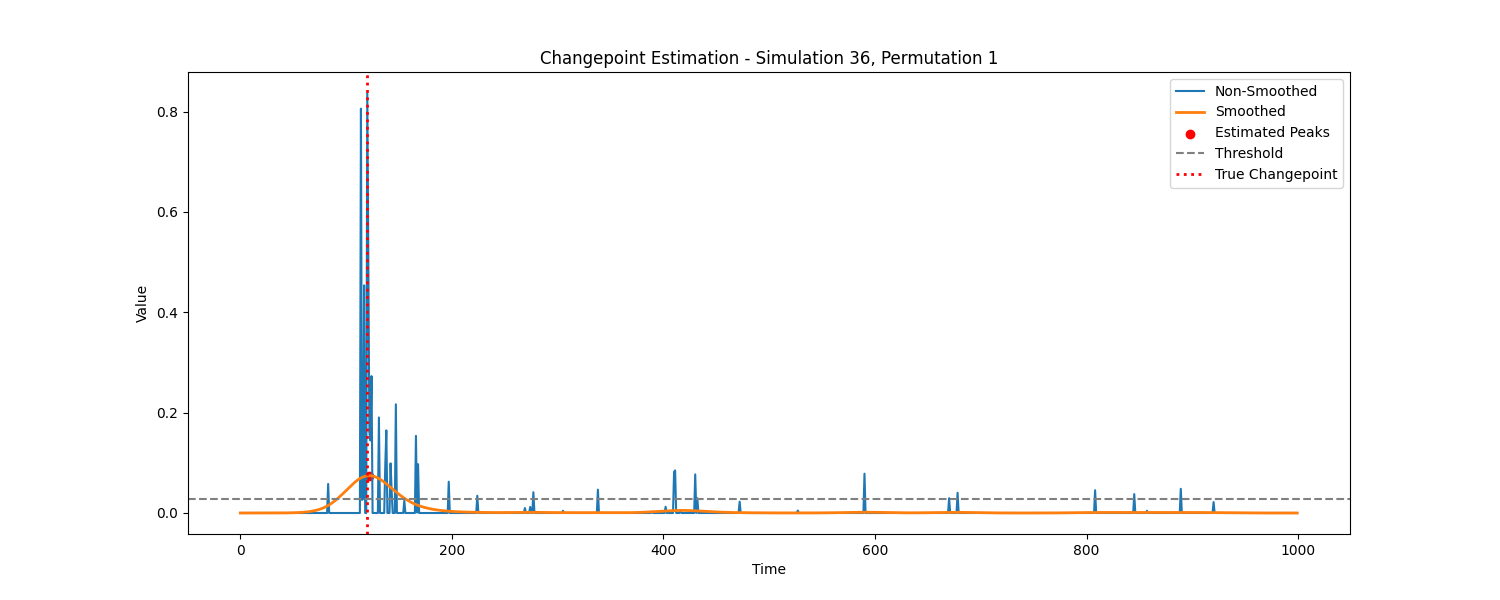 Changepoint Estimation - Simulation 36, Permutation 1
Non-Smoothed
Smoothed
Estimated Peaks
Threshold
True Changepoint
Value
0.8
0.6
0.4
0.2
0.0
0 200 400 600 800 1000
Time